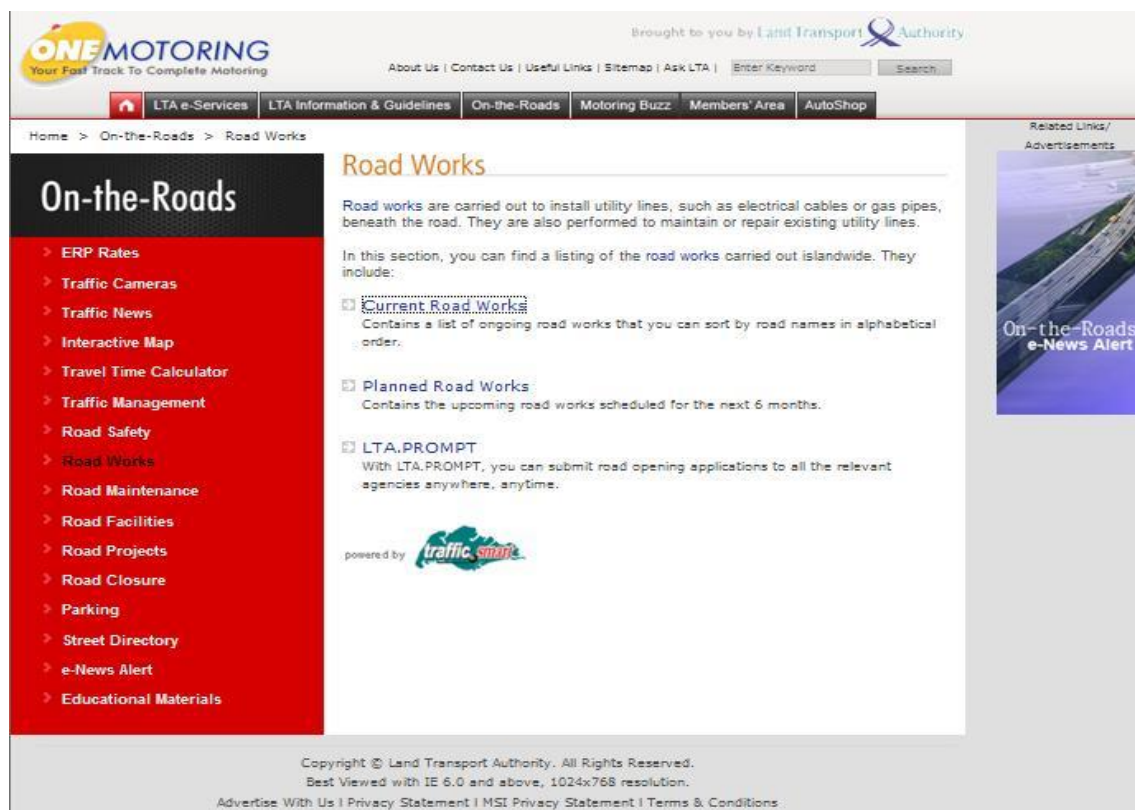 ONE MOTORING
Your Fast Track To Complete Motoring
Brought to you by Land Transport Authority
About Us | Contact Us | Useful Links | Sitemap | Ask LTA | Enter Keyword Search
LTA e-Services LTA Information & Guidelines On-the-Roads Motoring Buzz Members' Area AutoShop
Home > On-the-Roads > Road Works
On-the-Roads
ERP Rates
Traffic Cameras
Traffic News
Interactive Map
Travel Time Calculator
Traffic Management
Road Safety
Road Works
Road Maintenance
Road Facilities
Road Projects
Road Closure
Parking
Street Directory
e-News Alert
Educational Materials
Road Works
Road works are carried out to install utility lines, such as electrical cables or gas pipes,
beneath the road. They are also performed to maintain or repair existing utility lines.
In this section, you can find a listing of the road works carried out islandwide. They
include:
Current Road Works
Contains a list of ongoing road works that you can sort by road names in alphabetical
order.
Planned Road Works
Contains the upcoming road works scheduled for the next 6 months.
LTA.PROMPT
With LTA.PROMPT, you can submit road opening applications to all the relevant
agencies anywhere, anytime.
powered by traffic.smart
Related Links/
Advertisements
On-the-Roads
e-News Alert
Copyright © Land Transport Authority. All Rights Reserved.
Best Viewed with IE 6.0 and above, 1024x768 resolution.
Advertise With Us I Privacy Statement I MSI Privacy Statement I Terms & Conditions